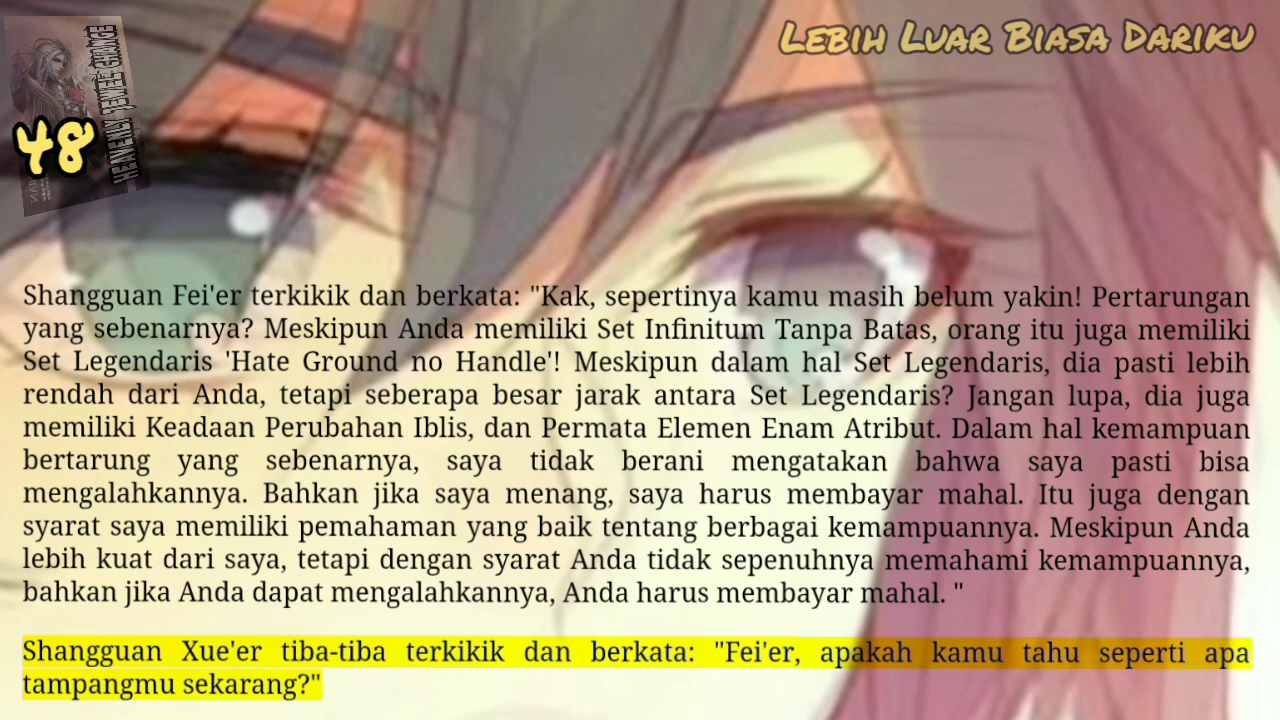 Lebih Luar Biasa Dariku
HEAVENLY JEWEL CHANGE
48
Shangguan Fei'er terkikik dan berkata: "Kak, sepertinya kamu masih belum yakin! Pertarungan
yang sebenarnya? Meskipun Anda memiliki Set Infinitum Tanpa Batas, orang itu juga memiliki
Set Legendaris 'Hate Ground no Handle'! Meskipun dalam hal Set Legendaris, dia pasti lebih
rendah dari Anda, tetapi seberapa besar jarak antara Set Legendaris? Jangan lupa, dia juga
memiliki Keadaan Perubahan Iblis, dan Permata Elemen Enam Atribut. Dalam hal kemampuan
bertarung yang sebenarnya, saya tidak berani mengatakan bahwa saya pasti bisa
mengalahkannya. Bahkan jika saya menang, saya harus membayar mahal. Itu juga dengan
syarat saya memiliki pemahaman yang baik tentang berbagai kemampuannya. Meskipun Anda
lebih kuat dari saya, tetapi dengan syarat Anda tidak sepenuhnya memahami kemampuannya,
bahkan jika Anda dapat mengalahkannya, Anda harus membayar mahal. "
Shangguan Xue'er tiba-tiba terkikik dan berkata: "Fei'er, apakah kamu tahu seperti apa
tampangmu sekarang?"